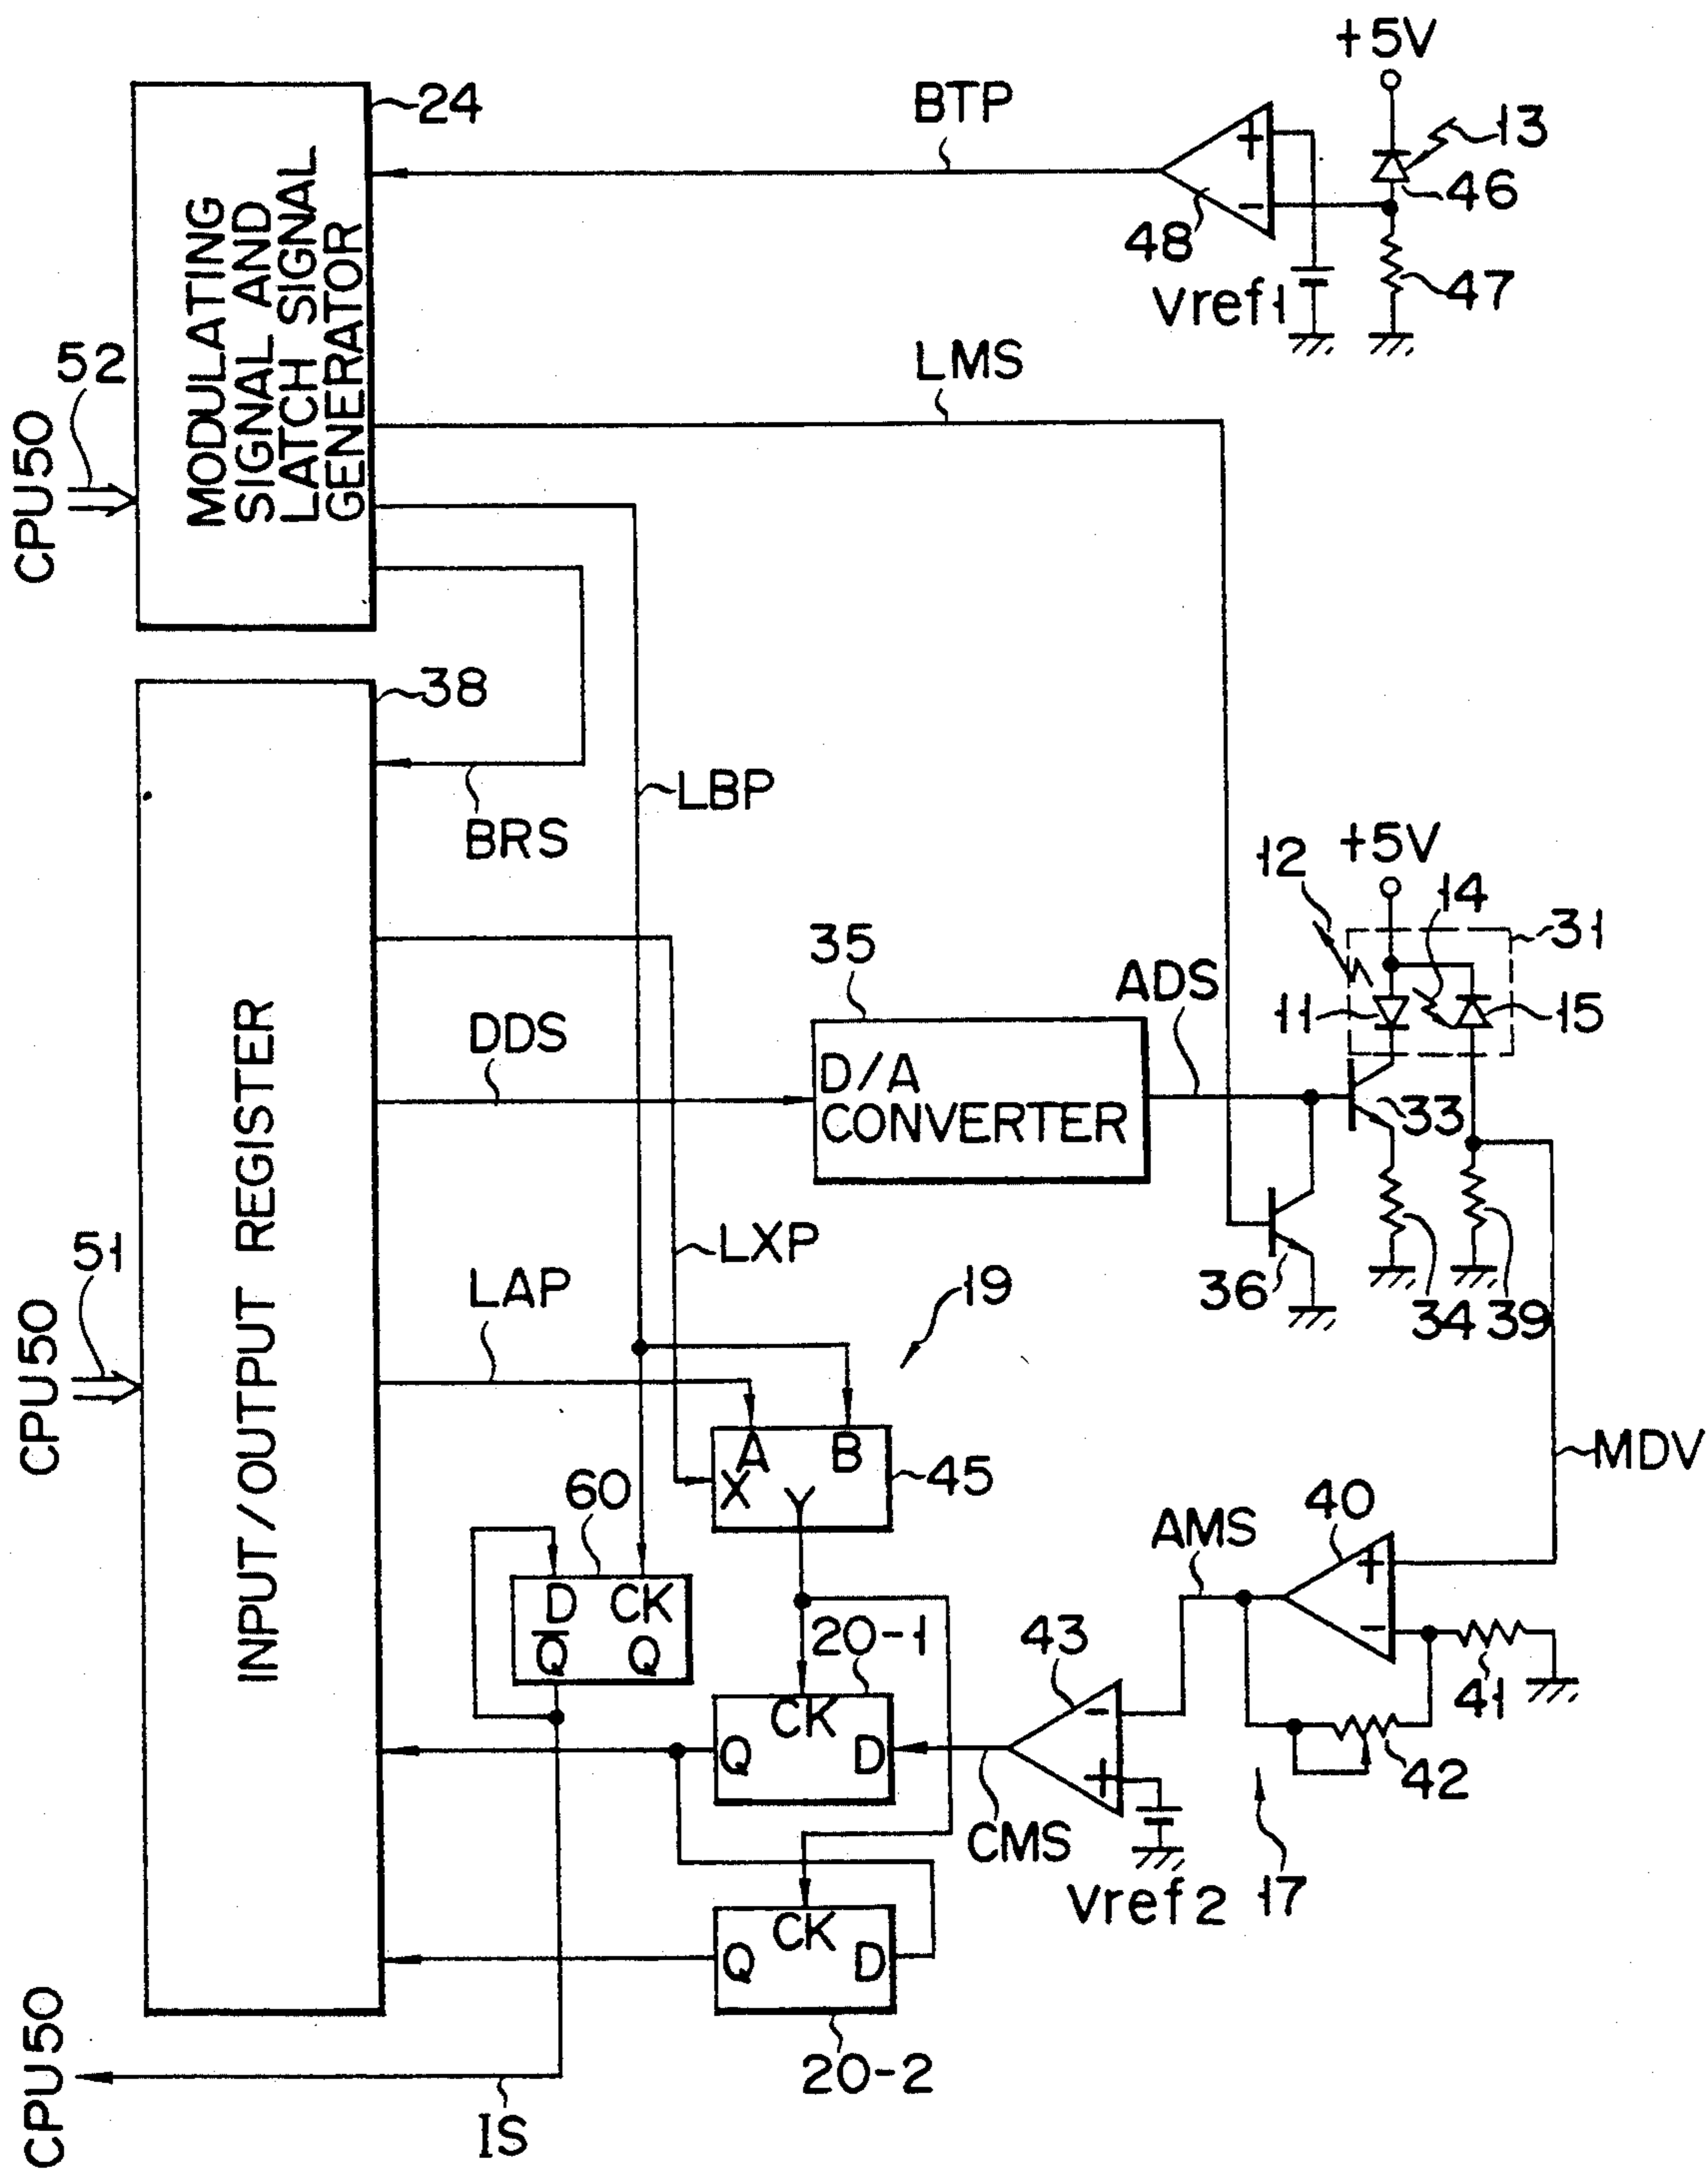 +5V
24
BTP
13
46
48
47
Vref1
MODULATING
SIGNAL AND
LATCH SIGNAL
GENERATOR
52
CPU50
LMS
38
BRS
LBP
+5V
12
14
31
35
ADS
11
15
DDS
D/A
CONVERTER
33
INPUT/OUTPUT REGISTER
51
CPU50
LXP
LAP
19
36
34
39
A
B
X
Y
45
MDV
60
40
AMS
D
CK
Q
Q
20-1
43
41
CK
Q
D
-
+
42
CMS
Vref2
17
CK
Q
D
20-2
CPU50
IS